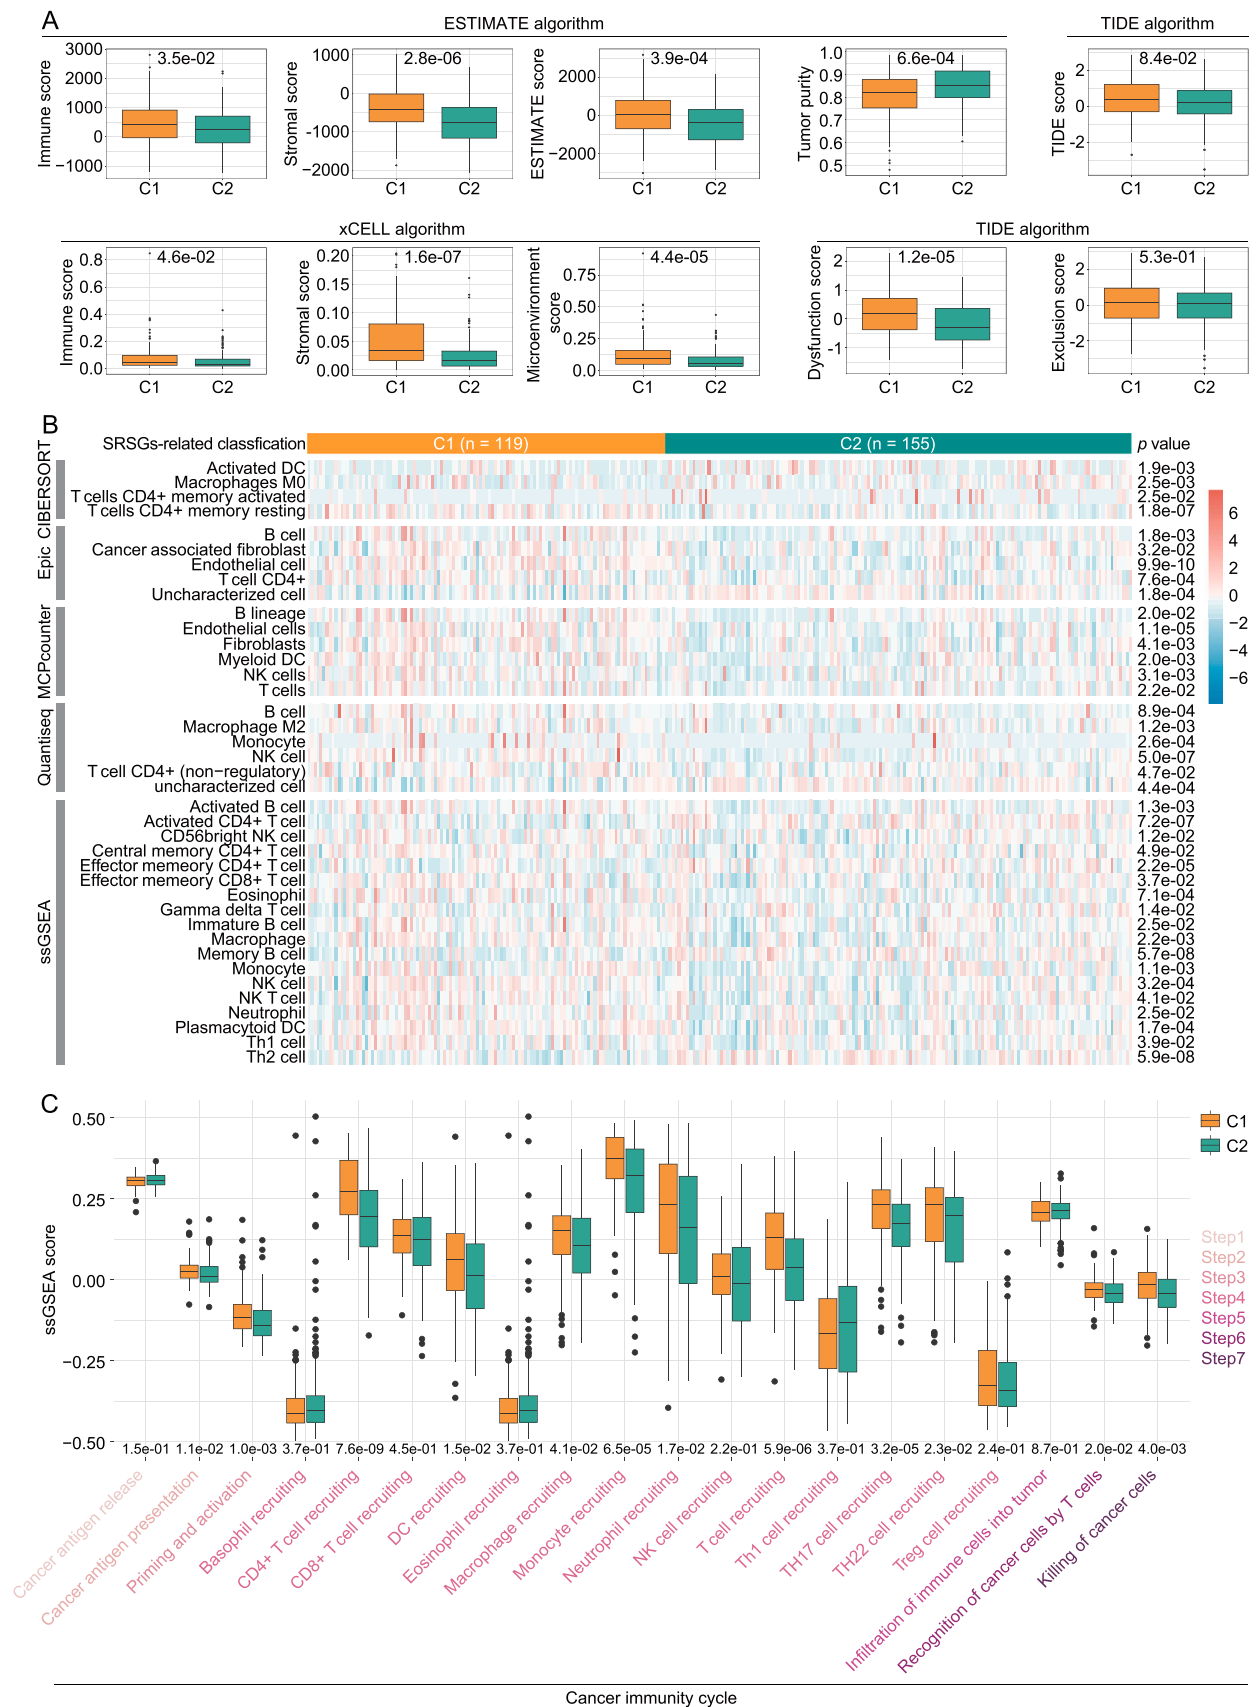 A
ESTIMATE algorithm
TIDE algorithm
Immune score
3000
2000
1000
0
−1000
3.5e-02
C1 C2
Stromal score
1000
0
−1000
−2000
2.8e-06
C1 C2
ESTIMATE score
2000
0
−2000
3.9e-04
C1 C2
Tumor purity
1.0
0.9
0.8
0.7
0.6
0.5
6.6e-04
C1 C2
TIDE score
2
0
−2
8.4e-02
C1 C2
xCELL algorithm
TIDE algorithm
Immune score
0.8
0.6
0.4
0.2
0.0
4.6e-02
C1 C2
Stromal score
0.20
0.15
0.10
0.05
0.00
1.6e-07
C1 C2
Microenvironment
score
0.75
0.50
0.25
0.0
4.4e-05
C1 C2
Dysfunction score
2
1
0
-1
1.2e-05
C1 C2
Exclusion score
2
0
−2
5.3e-01
C1 C2
B
SRSGs-related classfication C1 (n = 119) C2 (n = 155) p value
CIBERSORT
Activated DC 1.9e-03
Macrophages M0 2.5e-03
T cells CD4+ memory activated 2.5e-02
T cells CD4+ memory resting 1.8e-07
Epic
B cell 1.8e-03
Cancer associated fibroblast 3.2e-02
Endothelial cell 9.9e-10
T cell CD4+ 7.6e-04
Uncharacterized cell 1.8e-04
MCPcounter
B lineage 2.0e-02
Endothelial cells 1.1e-05
Fibroblasts 4.1e-03
Myeloid DC 2.0e-03
NK cells 3.1e-03
T cells 2.2e-02
Quantiseq
B cell 8.9e-04
Macrophage M2 1.2e-03
Monocyte 2.6e-04
NK cell 5.0e-07
T cell CD4+ (non−regulatory) 4.7e-02
uncharacterized cell 4.4e-04
ssGSEA
Activated B cell 1.3e-03
Activated CD4+ T cell 7.2e-07
CD56bright NK cell 1.2e-02
Central memory CD4+ T cell 4.9e-02
Effector memeory CD4+ T cell 2.2e-05
Effector memeory CD8+ T cell 3.7e-02
Eosinophil 7.1e-04
Gamma delta T cell 1.4e-02
Immature B cell 2.5e-02
Macrophage 2.2e-03
Memory B cell 5.7e-08
Monocyte 1.1e-03
NK cell 3.2e-04
NK T cell 4.1e-02
Neutrophil 2.5e-02
Plasmacytoid DC 1.7e-04
Th1 cell 3.9e-02
Th2 cell 5.9e-08
6
4
2
0
−2
−4
−6
C
ssGSEA score
0.50
0.25
0.00
−0.25
−0.50
C1
C2
Step1
Step2
Step3
Step4
Step5
Step6
Step7
1.5e−01 1.1e−02 1.0e−03 3.7e−01 7.6e−09 4.5e−01 1.5e−02 3.7e−01 4.1e−02 6.5e−05 1.7e−02 2.2e−01 5.9e−06 3.7e−01 3.2e−05 2.3e−02 2.4e−01 8.7e−01 2.0e−02 4.0e−03
Cancer antigen release
Cancer antigen presentation
Priming and activation
Basophil recruiting
CD4+ T cell recruiting
CD8+ T cell recruiting
DC recruiting
Eosinophil recruiting
Macrophage recruiting
Monocyte recruiting
Neutrophil recruiting
NK cell recruiting
T cell recruiting
Th1 cell recruiting
TH17 cell recruiting
TH22 cell recruiting
Treg cell recruiting
Infiltration of immune cells into tumor
Recognition of cancer cells by T cells
Killing of cancer cells
Cancer immunity cycle